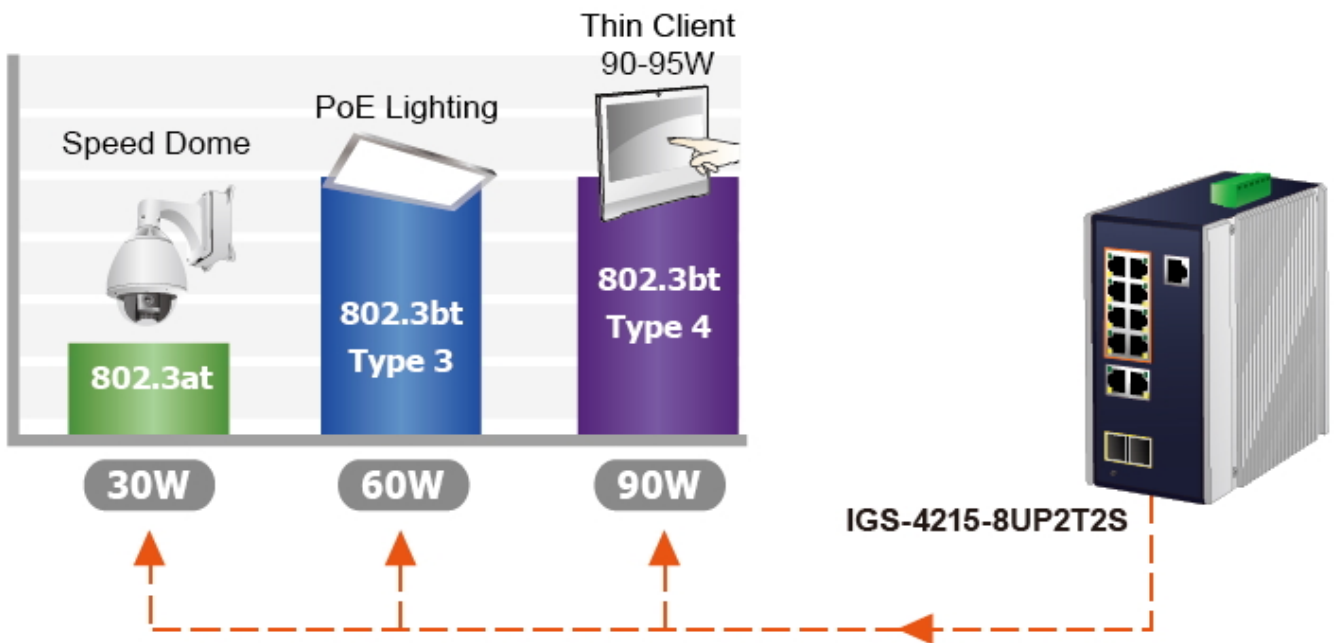 Thin Client
90-95W
PoE Lighting
Speed Dome
802.3at
802.3bt
Type 3
802.3bt
Type 4
30W
60W
90W
IGS-4215-8UP2T2S